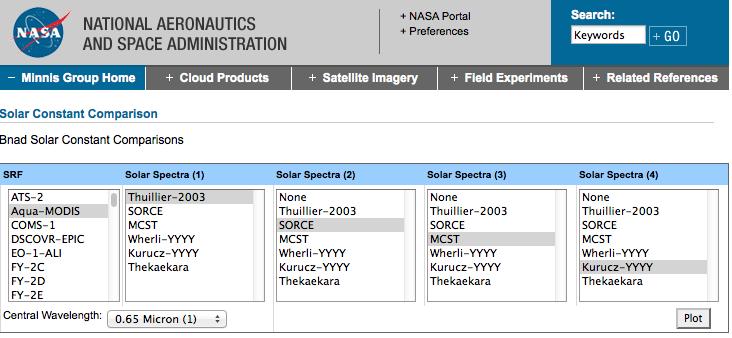 NASA
NATIONAL AERONAUTICS
AND SPACE ADMINISTRATION
+ NASA Portal
+ Preferences
Search:
Keywords
+ GO
− Minnis Group Home
+ Cloud Products
+ Satellite Imagery
+ Field Experiments
+ Related References
Solar Constant Comparison
Bnad Solar Constant Comparisons
SRF
Solar Spectra (1)
Solar Spectra (2)
Solar Spectra (3)
Solar Spectra (4)
ATS-2
Aqua-MODIS
COMS-1
DSCOVR-EPIC
EO-1-ALI
FY-2C
FY-2D
FY-2E
Thuillier-2003
SORCE
MCST
Wherli-YYYY
Kurucz-YYYY
Thekaekara
None
Thuillier-2003
SORCE
MCST
Wherli-YYYY
Kurucz-YYYY
Thekaekara
None
Thuillier-2003
SORCE
MCST
Wherli-YYYY
Kurucz-YYYY
Thekaekara
None
Thuillier-2003
SORCE
MCST
Wherli-YYYY
Kurucz-YYYY
Thekaekara
Central Wavelength:
0.65 Micron (1)
Plot